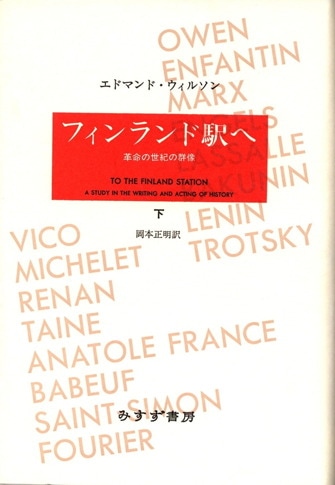 OWEN
ENFANTIN
MARX
ENGELS
LASSALLE
BAKUNIN
LENIN
TROTSKY
エドマンド・ウィルソン
フィンランド駅へ
革命の世紀の群像
TO THE FINLAND STATION
A STUDY IN THE WRITING AND ACTING OF HISTORY
下
岡本正明訳
VICO
MICHELET
RENAN
TAINE
ANATOLE FRANCE
BABEUF
SAINT-SIMON
FOURIER
みすず書房